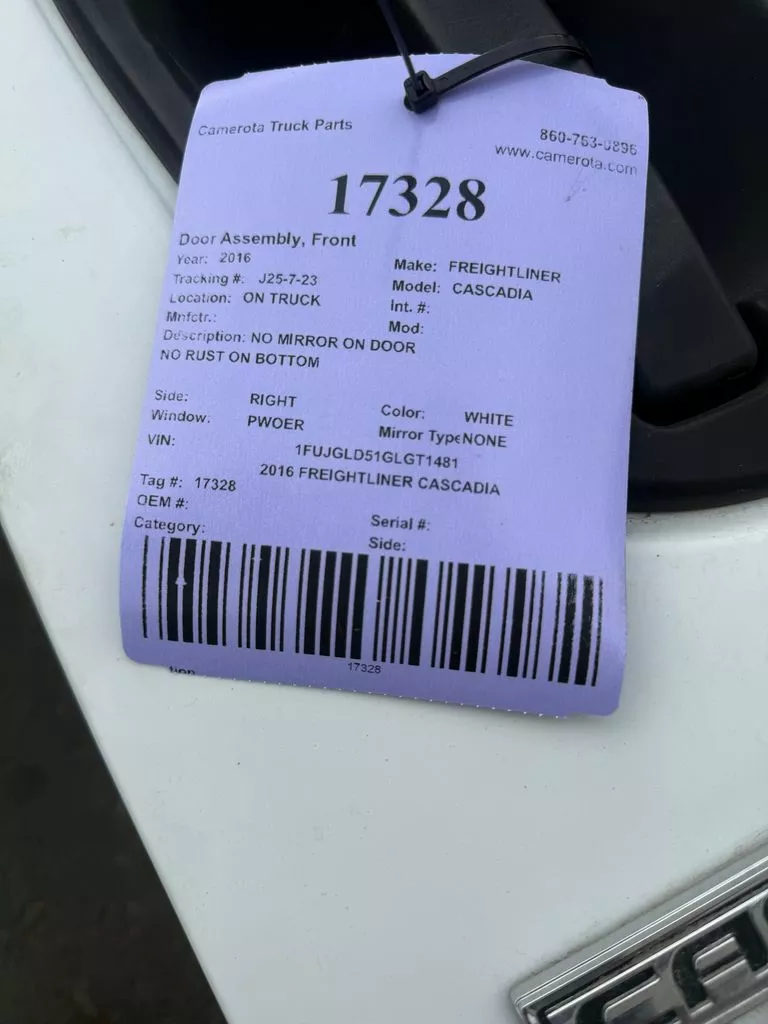 Camerota Truck Parts
860-763-0896
www.camerota.com
17328
Door Assembly, Front
Year: 2016
Make: FREIGHTLINER
Tracking #: J25-7-23
Model: CASCADIA
Location: ON TRUCK
Int. #:
Mnfctr.:
Mod:
Description: NO MIRROR ON DOOR
NO RUST ON BOTTOM
Side: RIGHT
Color: WHITE
Window: PWOER
Mirror Type NONE
VIN: 1FUJGLD51GLGT1481
2016 FREIGHTLINER CASCADIA
Tag #: 17328
OEM #:
Serial #:
Category:
Side:
17328
tion